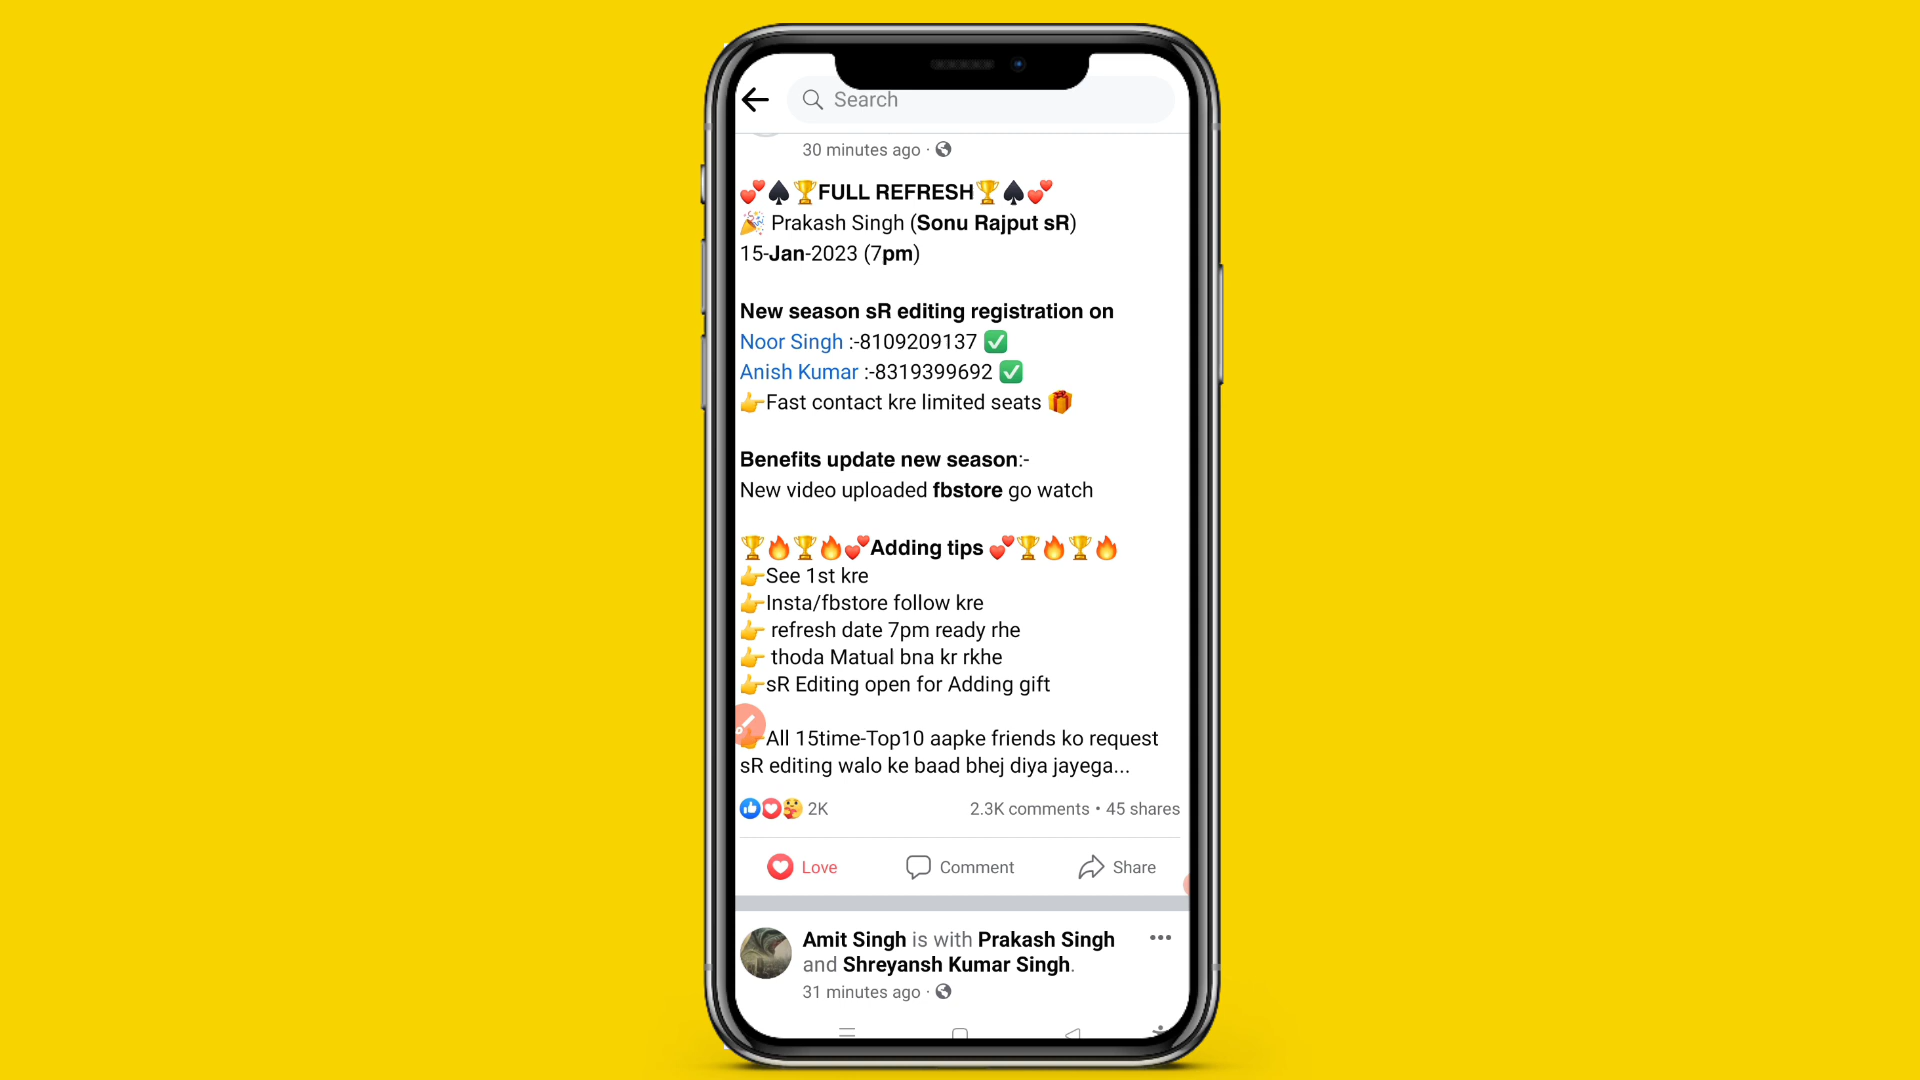 Search
30 minutes ago ·
💕♠️🏆FULL REFRESH🏆♠️💕
🎉 Prakash Singh (Sonu Rajput sR)
15-Jan-2023 (7pm)
New season sR editing registration on
Noor Singh :-8109209137 ✅
Anish Kumar :-8319399692 ✅
👉Fast contact kre limited seats 🎁
Benefits update new season:-
New video uploaded fbstore go watch
🏆🔥🏆🔥💕Adding tips 💕🏆🔥🏆🔥
👉See 1st kre
👉Insta/fbstore follow kre
👉 refresh date 7pm ready rhe
👉 thoda Matual bna kr rkhe
👉sR Editing open for Adding gift
👉All 15time-Top10 aapke friends ko request
sR editing walo ke baad bhej diya jayega...
2K 2.3K comments • 45 shares
Love Comment Share
Amit Singh is with Prakash Singh
and Shreyansh Kumar Singh.
31 minutes ago ·